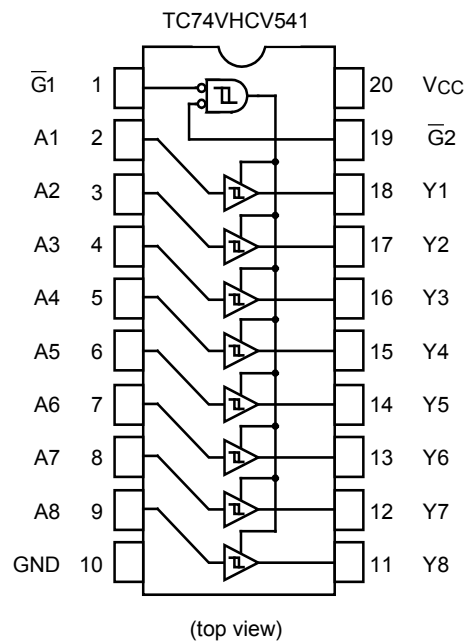 TC74VHCV541
G̅1 1 20 VCC
A1 2 19 G̅2
A2 3 18 Y1
A3 4 17 Y2
A4 5 16 Y3
A5 6 15 Y4
A6 7 14 Y5
A7 8 13 Y6
A8 9 12 Y7
GND 10 11 Y8
(top view)